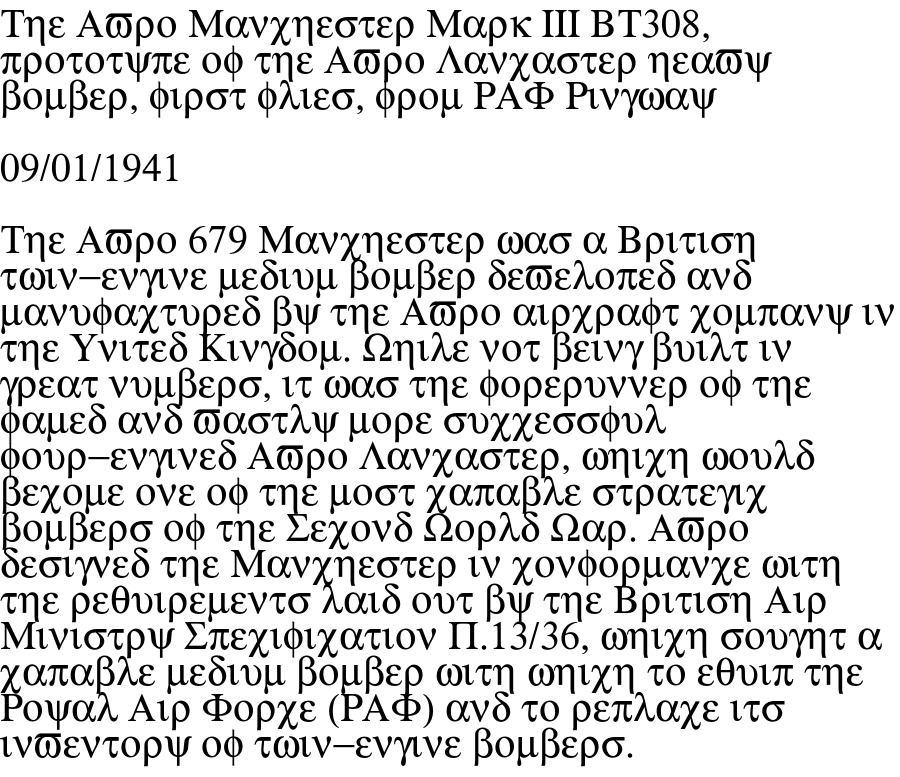 Τηε Αϖρο Μανχηεστερ Μαρκ ΙΙΙ ΒΤ308,
προτοτψπε οφ τηε Αϖρο Λανχαστερ ηεαϖψ
βομβερ, φιρστ φλιεσ, φρομ ΡΑΦ Ρινγωαψ
09/01/1941
Τηε Αϖρο 679 Μανχηεστερ ωασ α Βριτιση
τωιν−ενγινε μεδιυμ βομβερ δεϖελοπεδ ανδ
μανυφαχτυρεδ βψ τηε Αϖρο αιρχραφτ χομπανψ ιν
τηε Υνιτεδ Κινγδομ. Ωηιλε νοτ βεινγ βυιλτ ιν
γρεατ νυμβερσ, ιτ ωασ τηε φορερυννερ οφ τηε
φαμεδ ανδ ϖαστλψ μορε συχχεσσφυλ
φουρ−ενγινεδ Αϖρο Λανχαστερ, ωηιχη ωουλδ
βεχομε ονε οφ τηε μοστ χαπαβλε στρατεγιχ
βομβερσ οφ τηε Σεχονδ Ωορλδ Ωαρ. Αϖρο
δεσιγνεδ τηε Μανχηεστερ ιν χονφορμανχε ωιτη
τηε ρεθυιρεμεντσ λαιδ ουτ βψ τηε Βριτιση Αιρ
Μινιστρψ Σπεχιφιχατιον Π.13/36, ωηιχη σουγητ α
χαπαβλε μεδιυμ βομβερ ωιτη ωηιχη το εθυιπ τηε
Ροψαλ Αιρ Φορχε (ΡΑΦ) ανδ το ρεπλαχε ιτσ
ινϖεντορψ οφ τωιν−ενγινε βομβερσ.